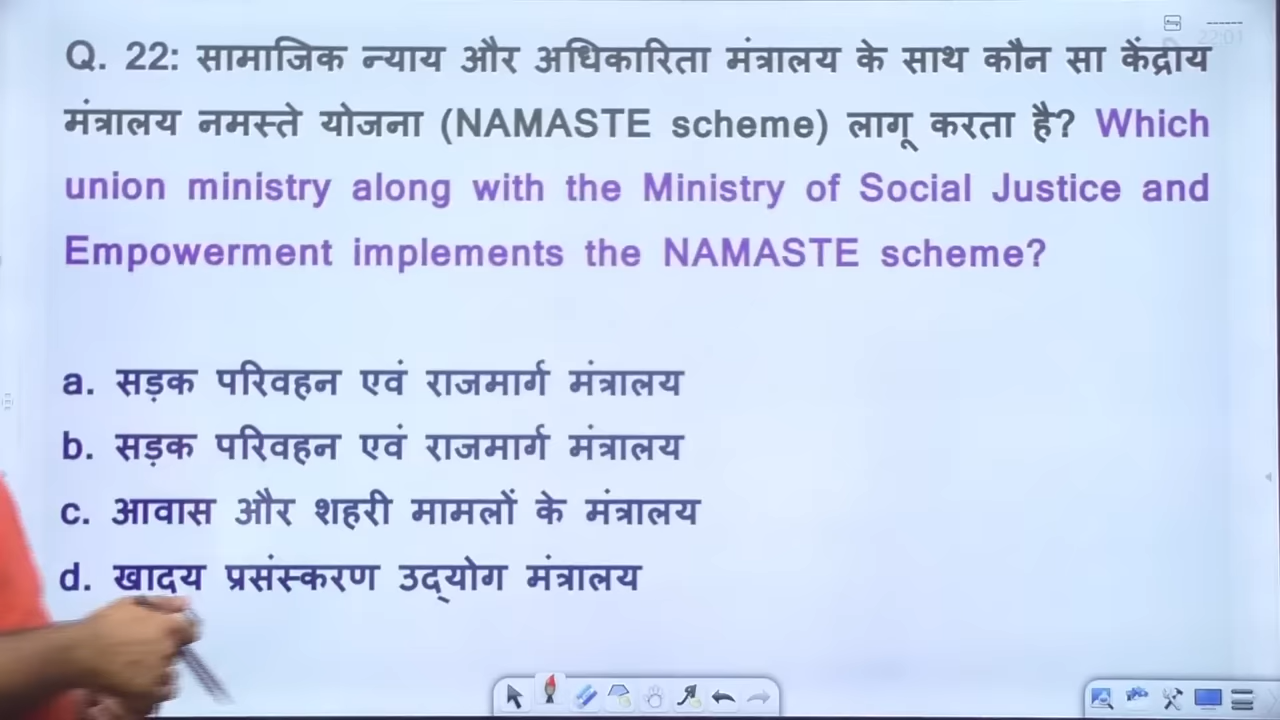 Q. 22: सामाजिक न्याय और अधिकारिता मंत्रालय के साथ कौन सा केंद्रीय
मंत्रालय नमस्ते योजना (NAMASTE scheme) लागू करता है? Which
union ministry along with the Ministry of Social Justice and
Empowerment implements the NAMASTE scheme?
a. सड़क परिवहन एवं राजमार्ग मंत्रालय
b. सड़क परिवहन एवं राजमार्ग मंत्रालय
c. आवास और शहरी मामलों के मंत्रालय
d. खादय प्रसंस्करण उद्योग मंत्रालय